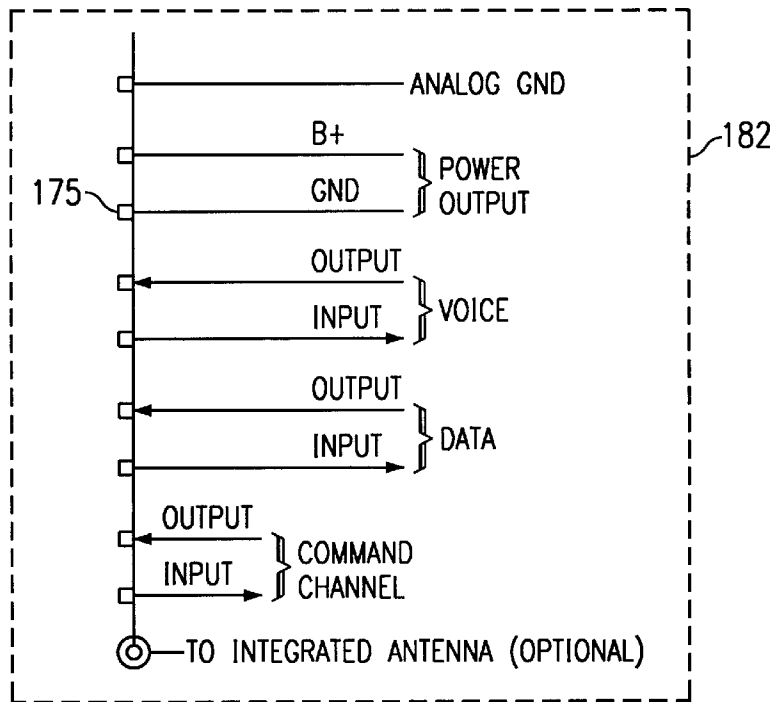 ANALOG GND
B+
POWER
OUTPUT
182
175
GND
OUTPUT
VOICE
INPUT
OUTPUT
DATA
INPUT
OUTPUT
COMMAND
CHANNEL
INPUT
TO INTEGRATED ANTENNA (OPTIONAL)